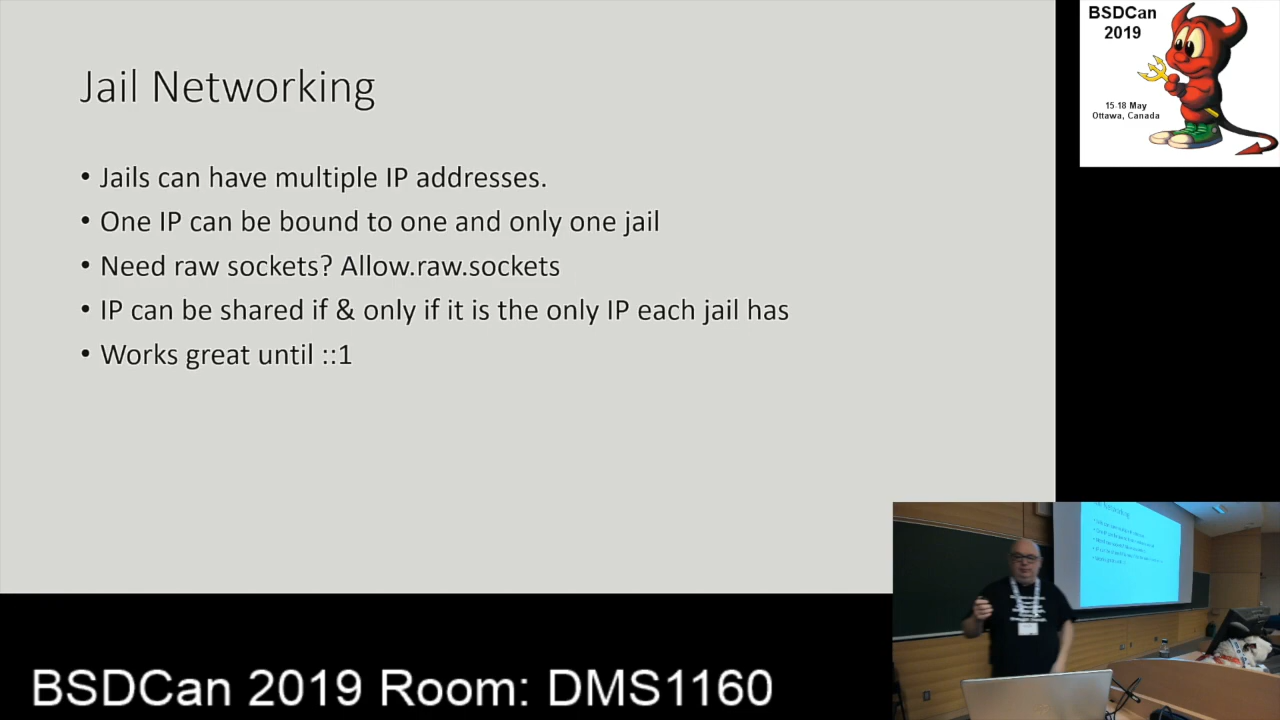 Jail Networking
• Jails can have multiple IP addresses.
• One IP can be bound to one and only one jail
• Need raw sockets? Allow.raw.sockets
• IP can be shared if & only if it is the only IP each jail has
• Works great until ::1
BSDCan
2019
15-18 May
Ottawa, Canada
BSDCan 2019 Room: DMS1160